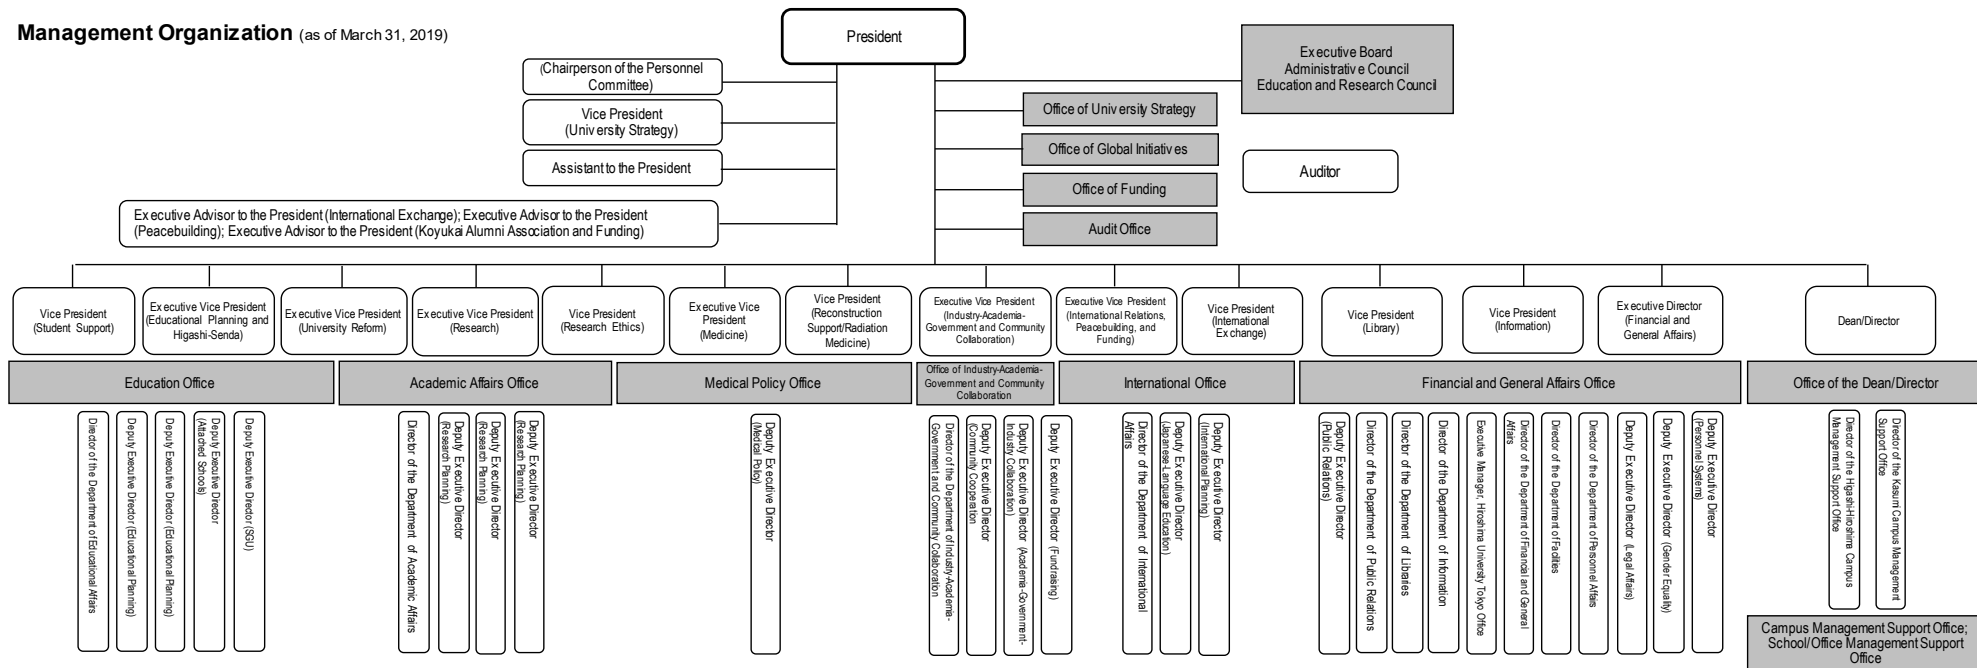 Management Organization (as of March 31, 2019)
President
(Chairperson of the Personnel
Committee)
Vice President
(University Strategy)
Assistant to the President
Executive Advisor to the President (International Exchange); Executive Advisor to the President
(Peacebuilding); Executive Advisor to the President (Koyukai Alumni Association and Funding)
Executive Board
Administrative Council
Education and Research Council
Office of University Strategy
Office of Global Initiatives
Office of Funding
Audit Office
Auditor
Vice President
(Student Support)
Executive Vice President
(Educational Planning and
Higashi-Senda)
Executive Vice President
(University Reform)
Executive Vice President
(Research)
Vice President
(Research Ethics)
Executive Vice
President
(Medicine)
Vice President
(Reconstruction
Support/Radiation
Medicine)
Executive Vice President
(Industry-Academia-
Government and Community
Collaboration)
Executive Vice President
(International Relations,
Peacebuilding, and
Funding)
Vice President
(International
Exchange)
Vice President
(Library)
Vice President
(Information)
Executive Director
(Financial and
General Affairs)
Dean/Director
Education Office
Academic Affairs Office
Medical Policy Office
Office of Industry-Academia-
Government and Community
Collaboration
International Office
Financial and General Affairs Office
Office of the Dean/Director
Director of the Department of Educational Affairs
Deputy Executive Director (Educational Planning)
Deputy Executive Director (Educational Planning)
Deputy Executive Director
(Attached Schools)
Deputy Executive Director (SGU)
Director of the Department of Academic Affairs
Deputy Executive Director
(Research Planning)
Deputy Executive Director
(Research Planning)
Deputy Executive Director
(Research Planning)
Deputy Executive Director
(Medical Policy)
Director of the Department of Industry-Academia-
Government and Community Collaboration
Deputy Executive Director
(Community Cooperation
Deputy Executive Director (Academia-Government-
Industry Collaboration)
Deputy Executive Director (Fundraising)
Director of the Department of International
Affairs
Deputy Executive Director
(Japanese-Language Education)
Deputy Executive Director
(International Planning)
Deputy Executive Director
(Public Relations)
Director of the Department of Public Relations
Director of the Department of Libraries
Director of the Department of Information
Executive Manager, Hiroshima University Tokyo Office
Director of the Department of Financial and General
Affairs
Director of the Department of Facilities
Director of the Department of Personnel Affairs
Deputy Executive Director (Legal Affairs)
Deputy Executive Director (Gender Equality)
Deputy Executive Director
(Personnel Systems)
Director of the Higashi-Hiroshima Campus
Management Support Office
Director of the Kasumi Campus Management
Support Office
Campus Management Support Office;
School/Office Management Support
Office